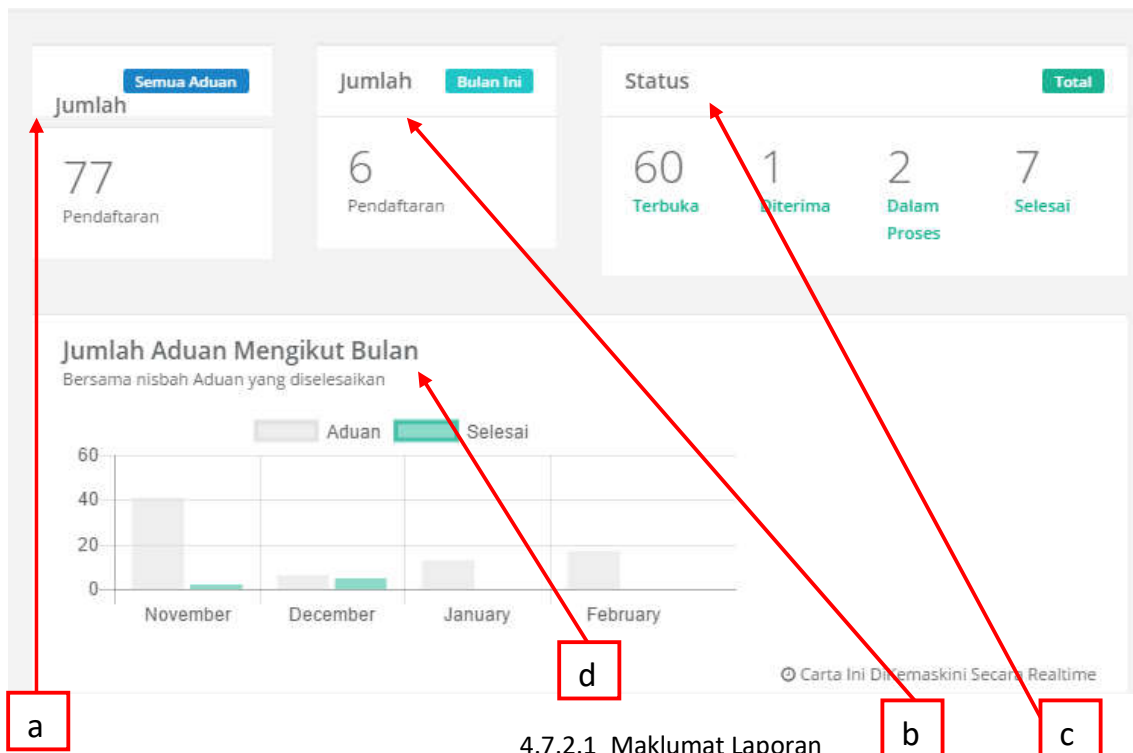 Semua Aduan
Jumlah
77
Pendaftaran
Jumlah Bulan Ini
6
Pendaftaran
Status Total
60 1 2 7
Terbuka Diterima Dalam Proses Selesai
Jumlah Aduan Mengikut Bulan
Bersama nisbah Aduan yang diselesaikan
Aduan Selesai
60
40
20
0
November December January February
Carta Ini Dikemaskini Secara Realtime
a
d
b
c
4.7.2.1 Maklumat Laporan